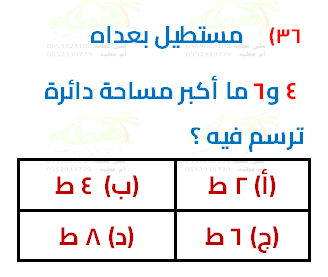 ٣٦) مستطيل بعداه
٤ و٦ ما أكبر مساحة دائرة
ترسم فيه ؟
(أ) ٢ ط (ب) ٤ ط
(ج) ٦ ط (د) ٨ ط